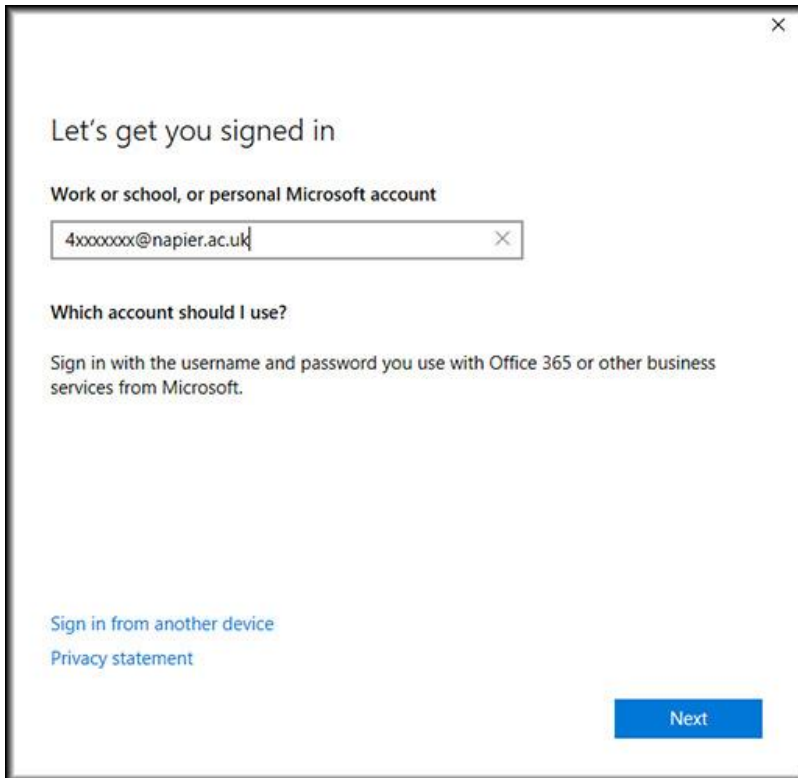 Let's get you signed in
Work or school, or personal Microsoft account
4xxxxxxx@napier.ac.uk
Which account should I use?
Sign in with the username and password you use with Office 365 or other business
services from Microsoft.
Sign in from another device
Privacy statement
Next